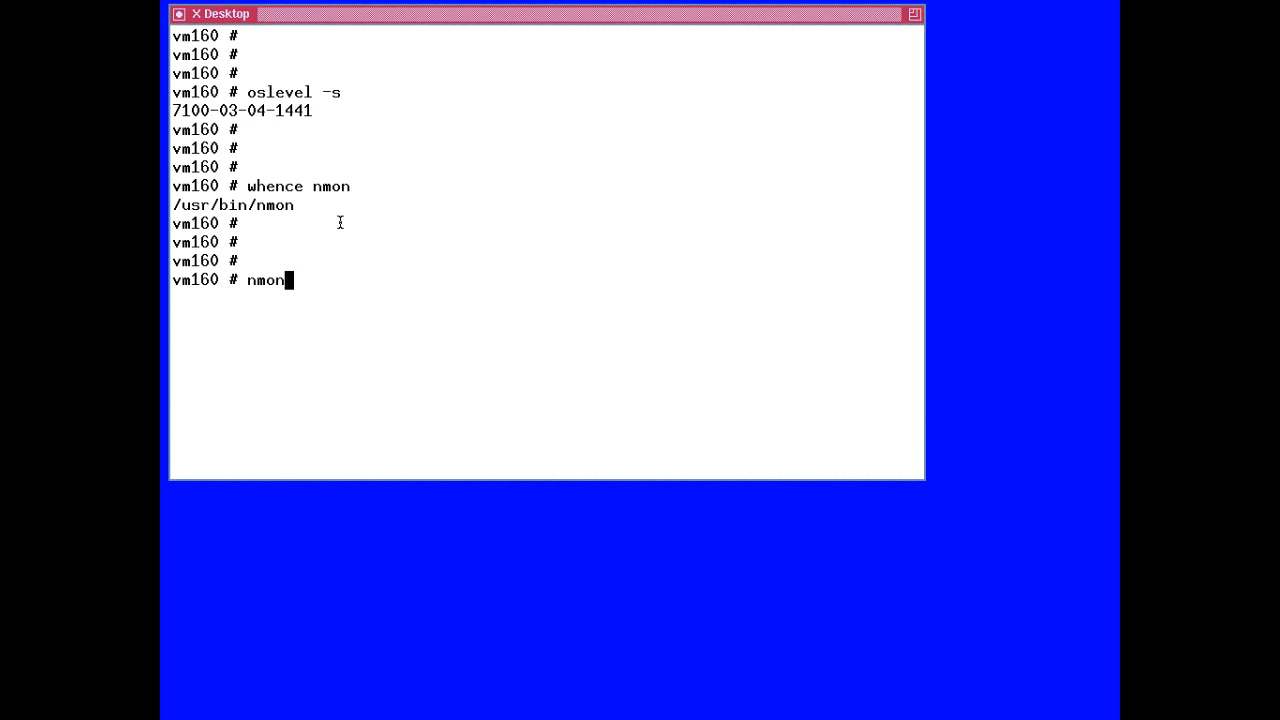 X Desktop
vm160 #
vm160 #
vm160 #
vm160 # oslevel -s
7100-03-04-1441
vm160 #
vm160 #
vm160 #
vm160 # whence nmon
/usr/bin/nmon
vm160 #
vm160 #
vm160 #
vm160 # nmon